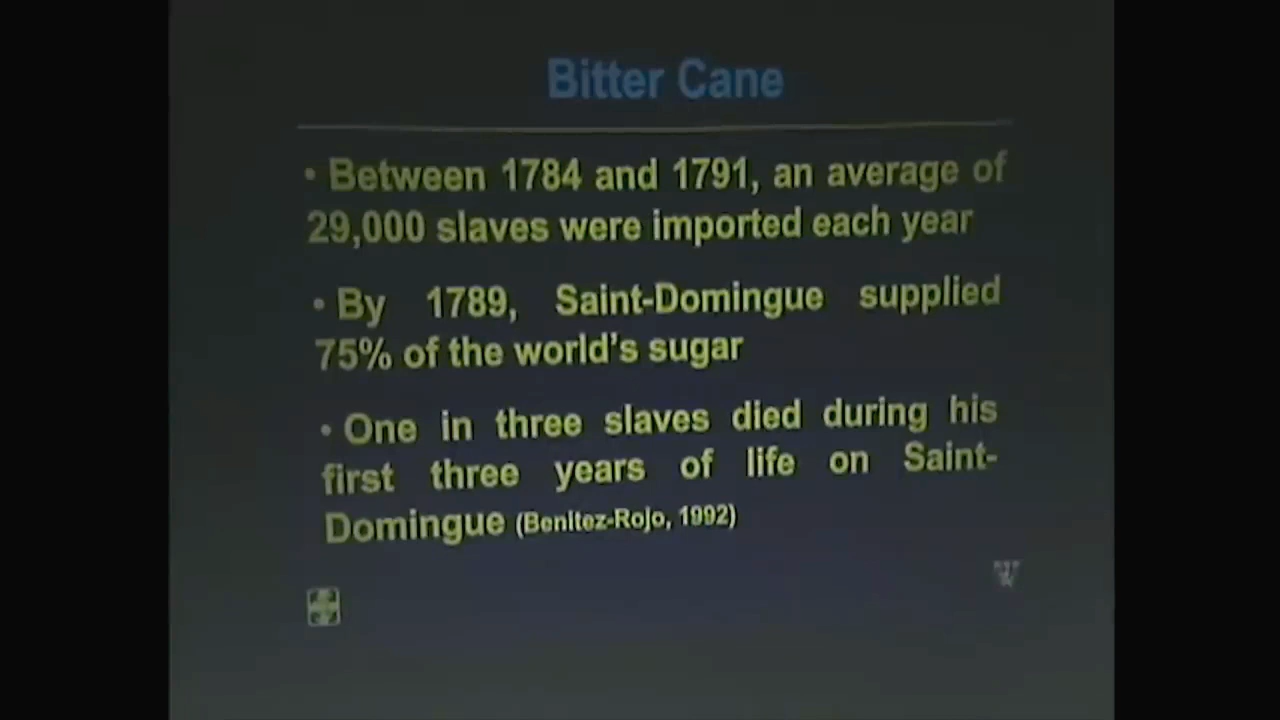 Bitter Cane
• Between 1784 and 1791, an average of
29,000 slaves were imported each year
• By 1789, Saint-Domingue supplied
75% of the world's sugar
• One in three slaves died during his
first three years of life on Saint-
Domingue (Benitez-Rojo, 1992)